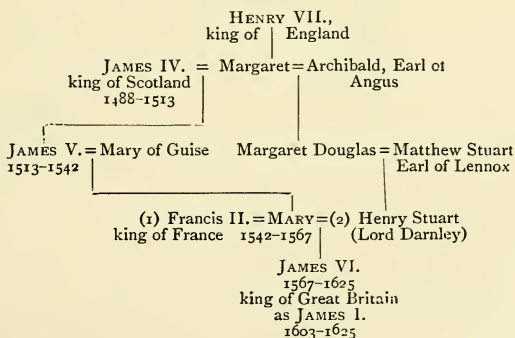 HENRY VII.,
king of England
JAMES IV. = Margaret = Archibald, Earl of
king of Scotland Angus
1488-1513
JAMES V. = Mary of Guise Margaret Douglas = Matthew Stuart
1513-1542 Earl of Lennox
(1) Francis II. = MARY = (2) Henry Stuart
king of France 1542-1567 (Lord Darnley)
JAMES VI.
1567-1625
king of Great Britain
as JAMES I.
1603-1625